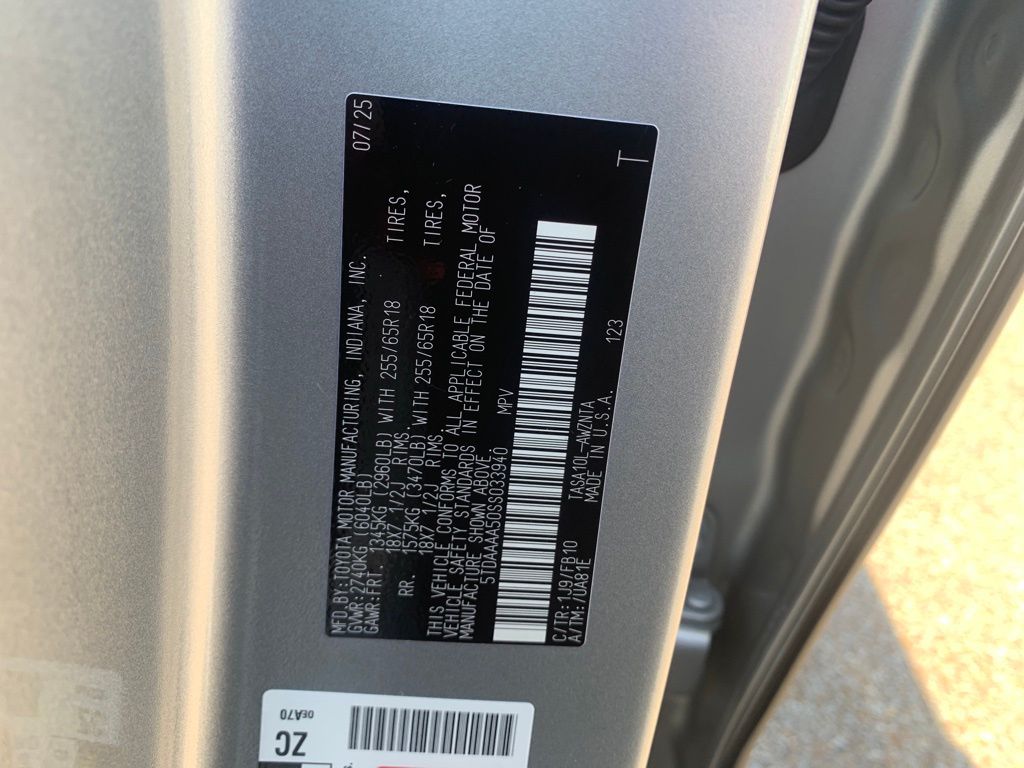 MFD.BY:TOYOTA MOTOR MANUFACTURING, INDIANA, INC. 07/25
GVWR:2740KG (6040LB)
GAWR:FRT. 1345KG (2960LB) WITH 255/65R18 TIRES,
18X7 1/2J RIMS,
RR. 1575KG (3470LB) WITH 255/65R18 TIRES,
18X7 1/2J RIMS.
THIS VEHICLE CONFORMS TO ALL APPLICABLE FEDERAL MOTOR
VEHICLE SAFETY STANDARDS IN EFFECT ON THE DATE OF
MANUFACTURE SHOWN ABOVE.
5TDAAAA50SS033940 MPV
C/TR:1J9/FB10 TASA10L-AWZNTA 123
A/TM: UA81E MADE IN U.S.A.
T
0EA70
ZC